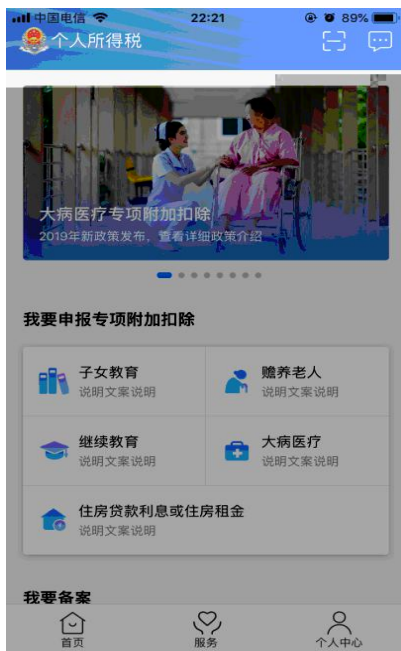 中国电信 22:21 89%
个人所得税
大病医疗专项附加扣除
2019年新政策发布，查看详细政策介绍
我要申报专项附加扣除
子女教育
说明文案说明
赡养老人
说明文案说明
继续教育
说明文案说明
大病医疗
说明文案说明
住房贷款利息或住房租金
说明文案说明
我要备案
首页 服务 个人中心